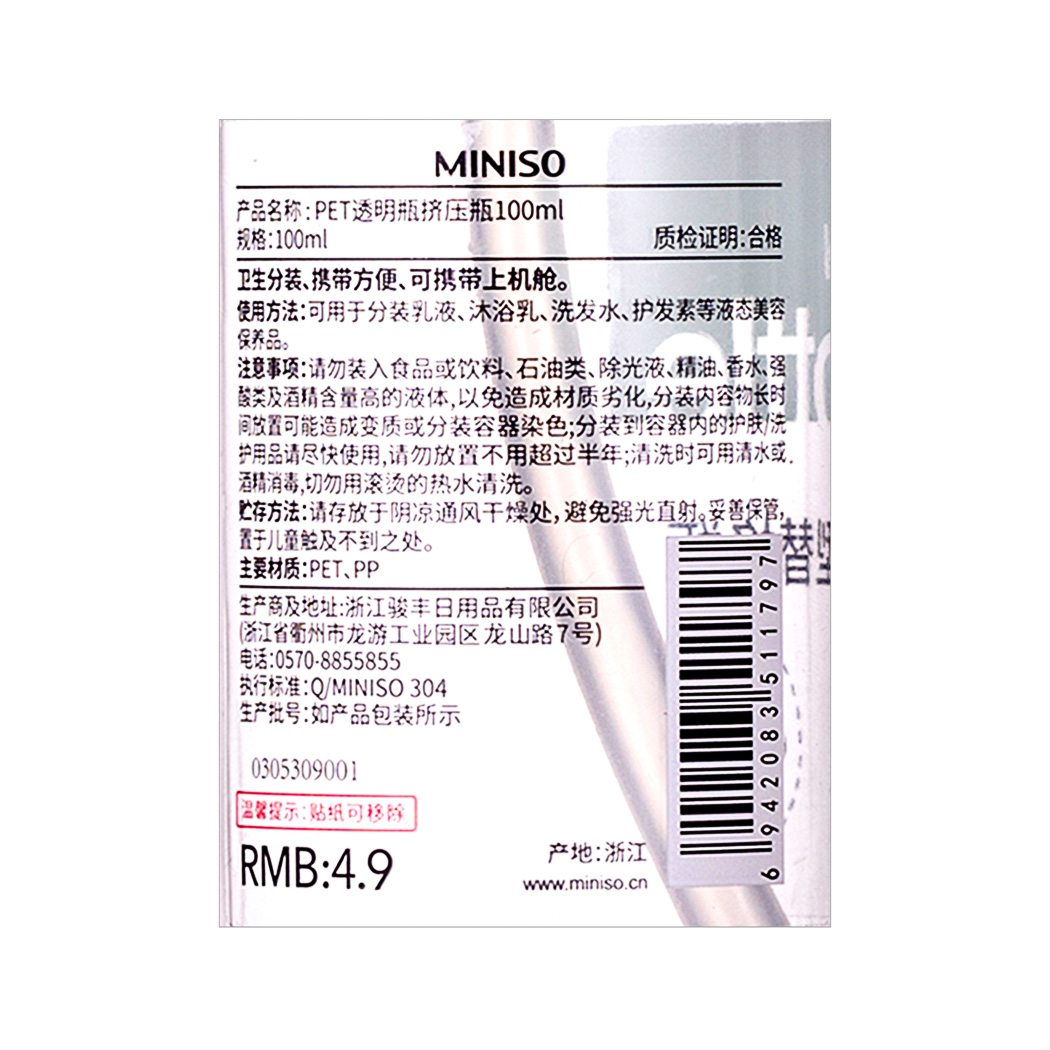 MINISO
产品名称:PET透明瓶挤压瓶100ml
规格:100ml 质检证明:合格
卫生分装、携带方便、可携带上机舱。
使用方法:可用于分装乳液、沐浴乳、洗发水、护发素等液态美容
保养品。
注意事项:请勿装入食品或饮料、石油类、除光液、精油、香水、强
酸类及酒精含量高的液体,以免造成材质劣化,分装内容物长时
间放置可能造成变质或分装容器染色;分装到容器内的护肤/洗
护用品请尽快使用,请勿放置不用超过半年;清洗时可用清水或
酒精消毒,切勿用滚烫的热水清洗。
贮存方法:请存放于阴凉通风干燥处,避免强光直射。妥善保管,
置于儿童触及不到之处。
主要材质:PET、PP
生产商及地址:浙江骏丰日用品有限公司
(浙江省衢州市龙游工业园区龙山路7号)
电话:0570-8855855
执行标准:Q/MINISO 304
生产批号:如产品包装所示
0305309001
温馨提示:贴纸可移除
RMB:4.9
产地:浙江
www.miniso.cn
6942083511797